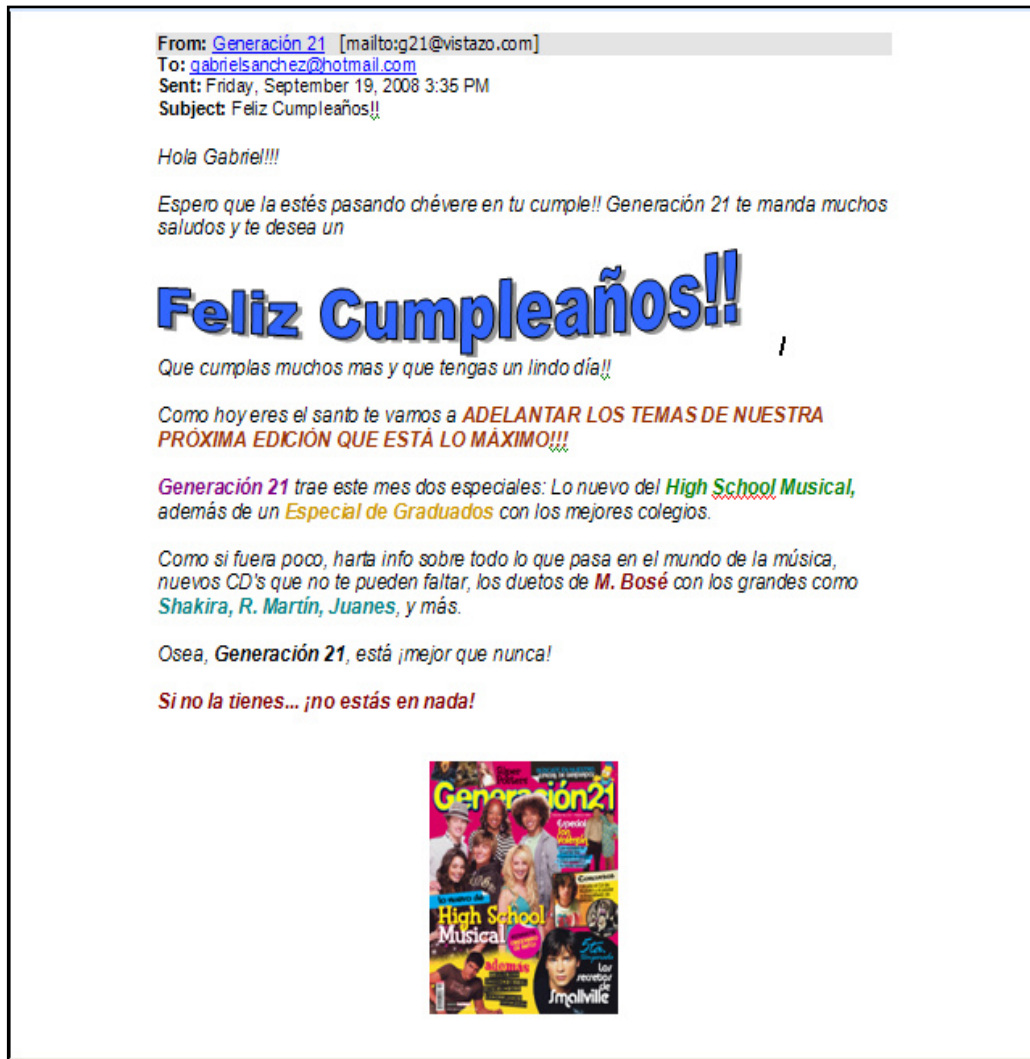 From: Generación 21 [mailto:g21@vistazo.com]
To: gabrielsanchez@hotmail.com
Sent: Friday, September 19, 2008 3:35 PM
Subject: Feliz Cumpleaños!!
Hola Gabriel!!!
Espero que la estés pasando chévere en tu cumple!! Generación 21 te manda muchos
saludos y te desea un
Feliz Cumpleaños!!
Que cumplas muchos mas y que tengas un lindo día!!
Como hoy eres el santo te vamos a ADELANTAR LOS TEMAS DE NUESTRA
PRÓXIMA EDICIÓN QUE ESTÁ LO MÁXIMO!!!
Generación 21 trae este mes dos especiales: Lo nuevo del High School Musical,
además de un Especial de Graduados con los mejores colegios.
Como si fuera poco, harta info sobre todo lo que pasa en el mundo de la música,
nuevos CD's que no te pueden faltar, los duetos de M. Bosé con los grandes como
Shakira, R. Martín, Juanes, y más.
Osea, Generación 21, está ¡mejor que nunca!
Si no la tienes... ¡no estás en nada!
Generación21
Especial
Concursos
lo nuevo de
High School
Musical
además
5ta.
Los
secretos
de
Smallville